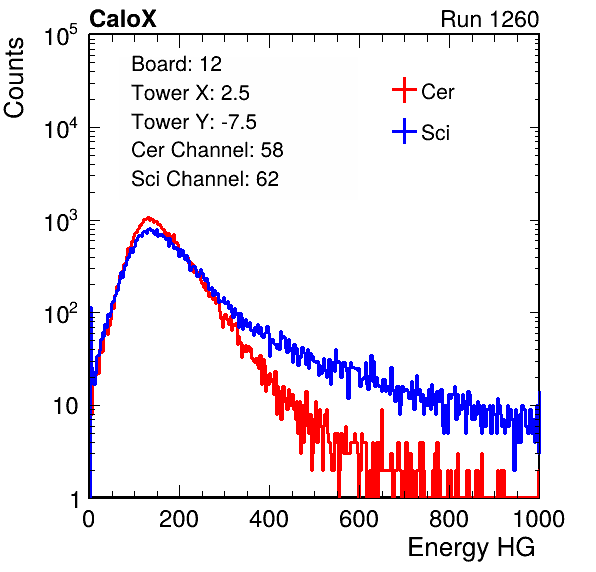 CaloX Run 1260
Counts
10^5
10^4
10^3
10^2
10
1
Board: 12
Tower X: 2.5
Tower Y: -7.5
Cer Channel: 58
Sci Channel: 62
Cer
Sci
0 200 400 600 800 1000
Energy HG